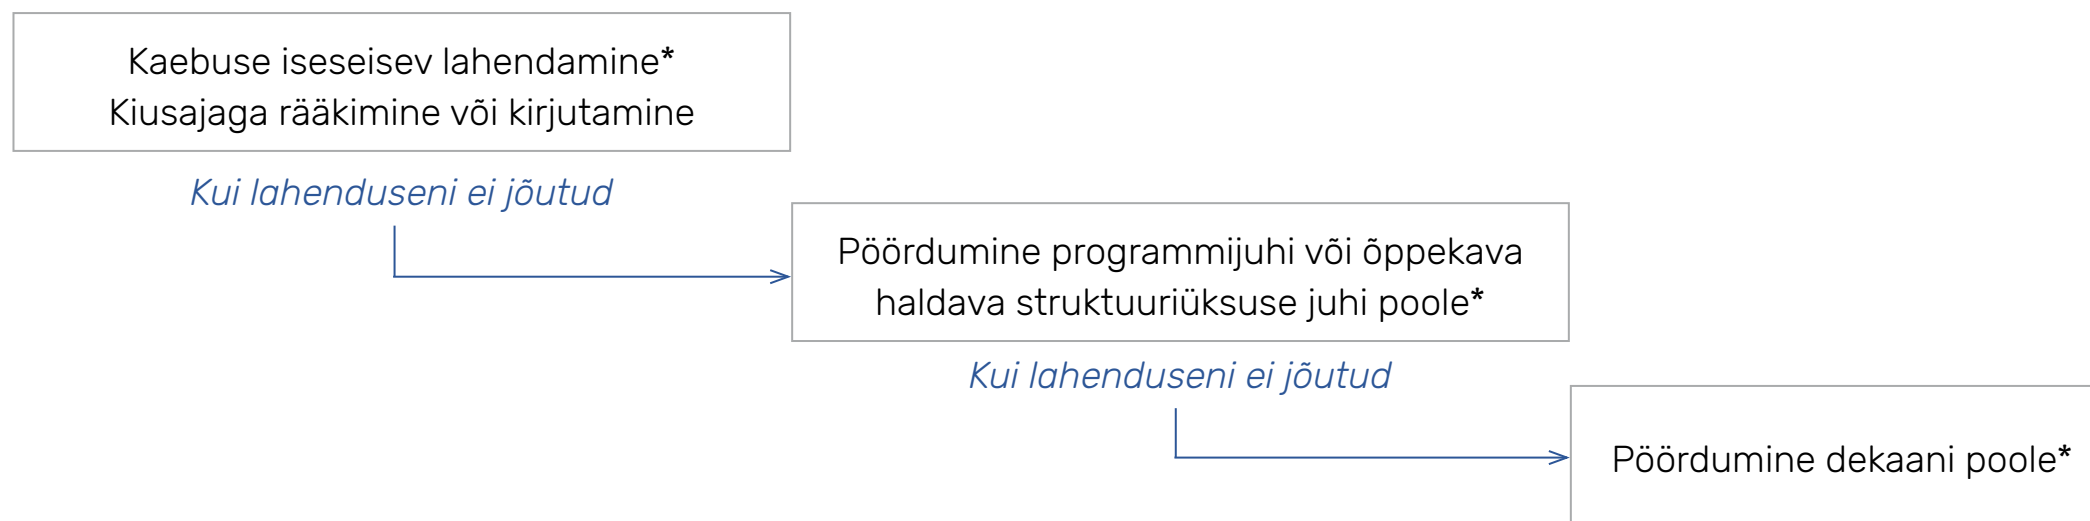 Kaebuse iseseisev lahendamine*
Kiusajaga rääkimine või kirjutamine
Kui lahenduseni ei jõutud
Pöördumine programmijuhi või õppekava
haldava struktuuriüksuse juhi poole*
Kui lahenduseni ei jõutud
Pöördumine dekaani poole*